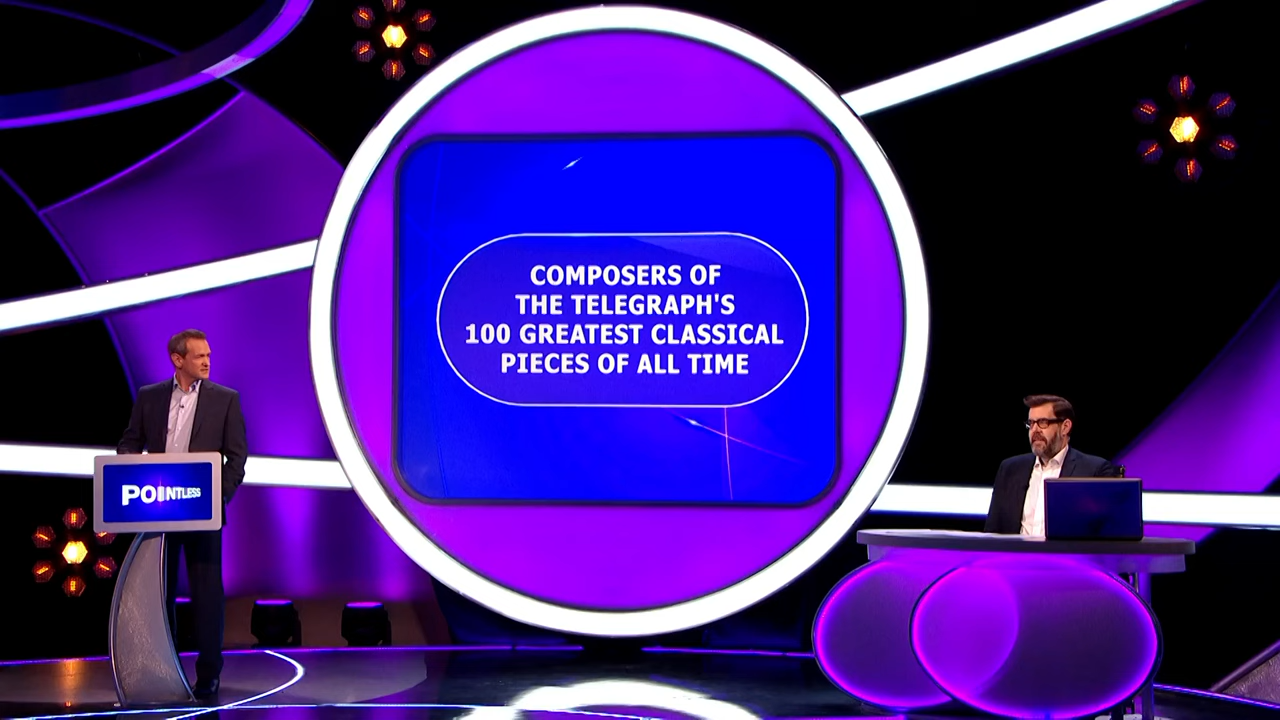 COMPOSERS OF
THE TELEGRAPH'S
100 GREATEST CLASSICAL
PIECES OF ALL TIME
POINTLESS